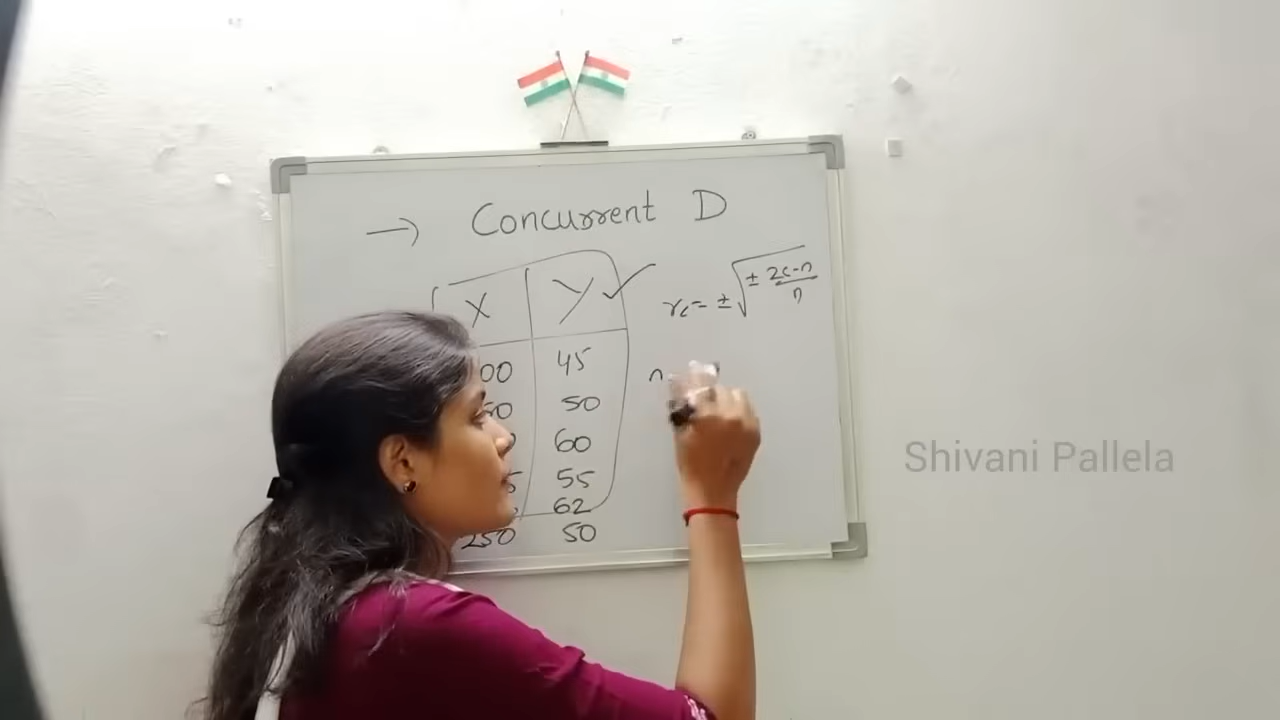 → Concurrent D
X Y ✓
45
50
60
55
62
250 50
rc = ± √ ± 2c-n / n
n
Shivani Pallela